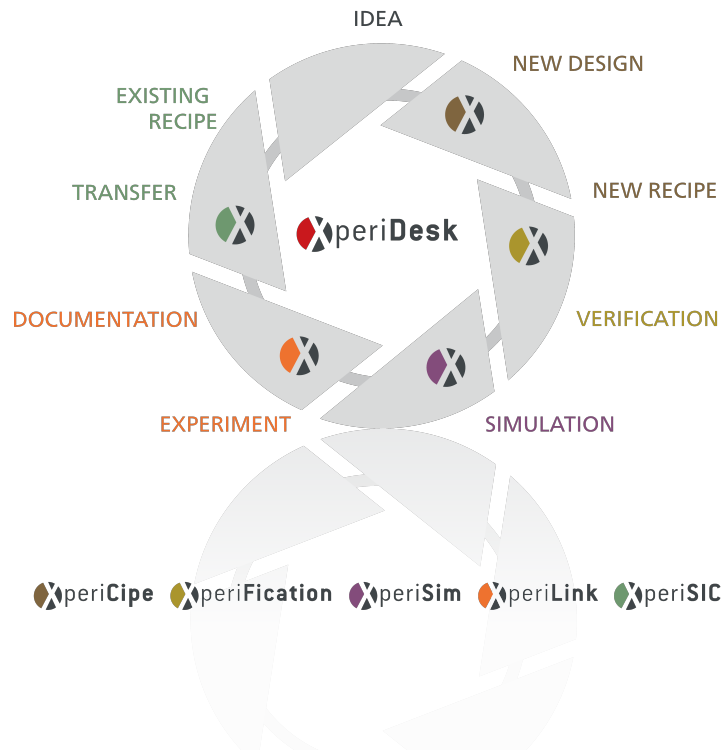 IDEA
NEW DESIGN
EXISTING
RECIPE
TRANSFER
NEW RECIPE
XperiDesk
DOCUMENTATION
VERIFICATION
EXPERIMENT
SIMULATION
XperiCipe
XperiFication
XperiSim
XperiLink
XperiSIC